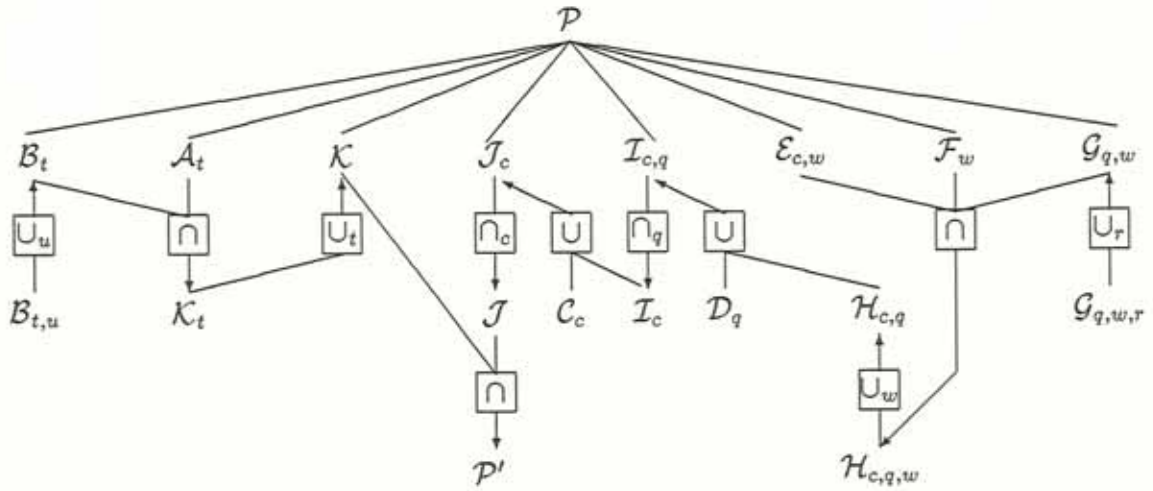 𝒫
ℬ_t 𝒜_t 𝒦 𝒥_c ℐ_{c,q} ℰ_{c,w} ℱ_w 𝒢_{q,w}
∪_u ∩ ∪_t ∩_c ∪ ∩_q ∪ ∩ ∪_r
ℬ_{t,u} 𝒦_t 𝒥 𝒞_c ℐ_c 𝒟_q ℋ_{c,q} 𝒢_{q,w,r}
∩ ∪_w
𝒫′ ℋ_{c,q,w}